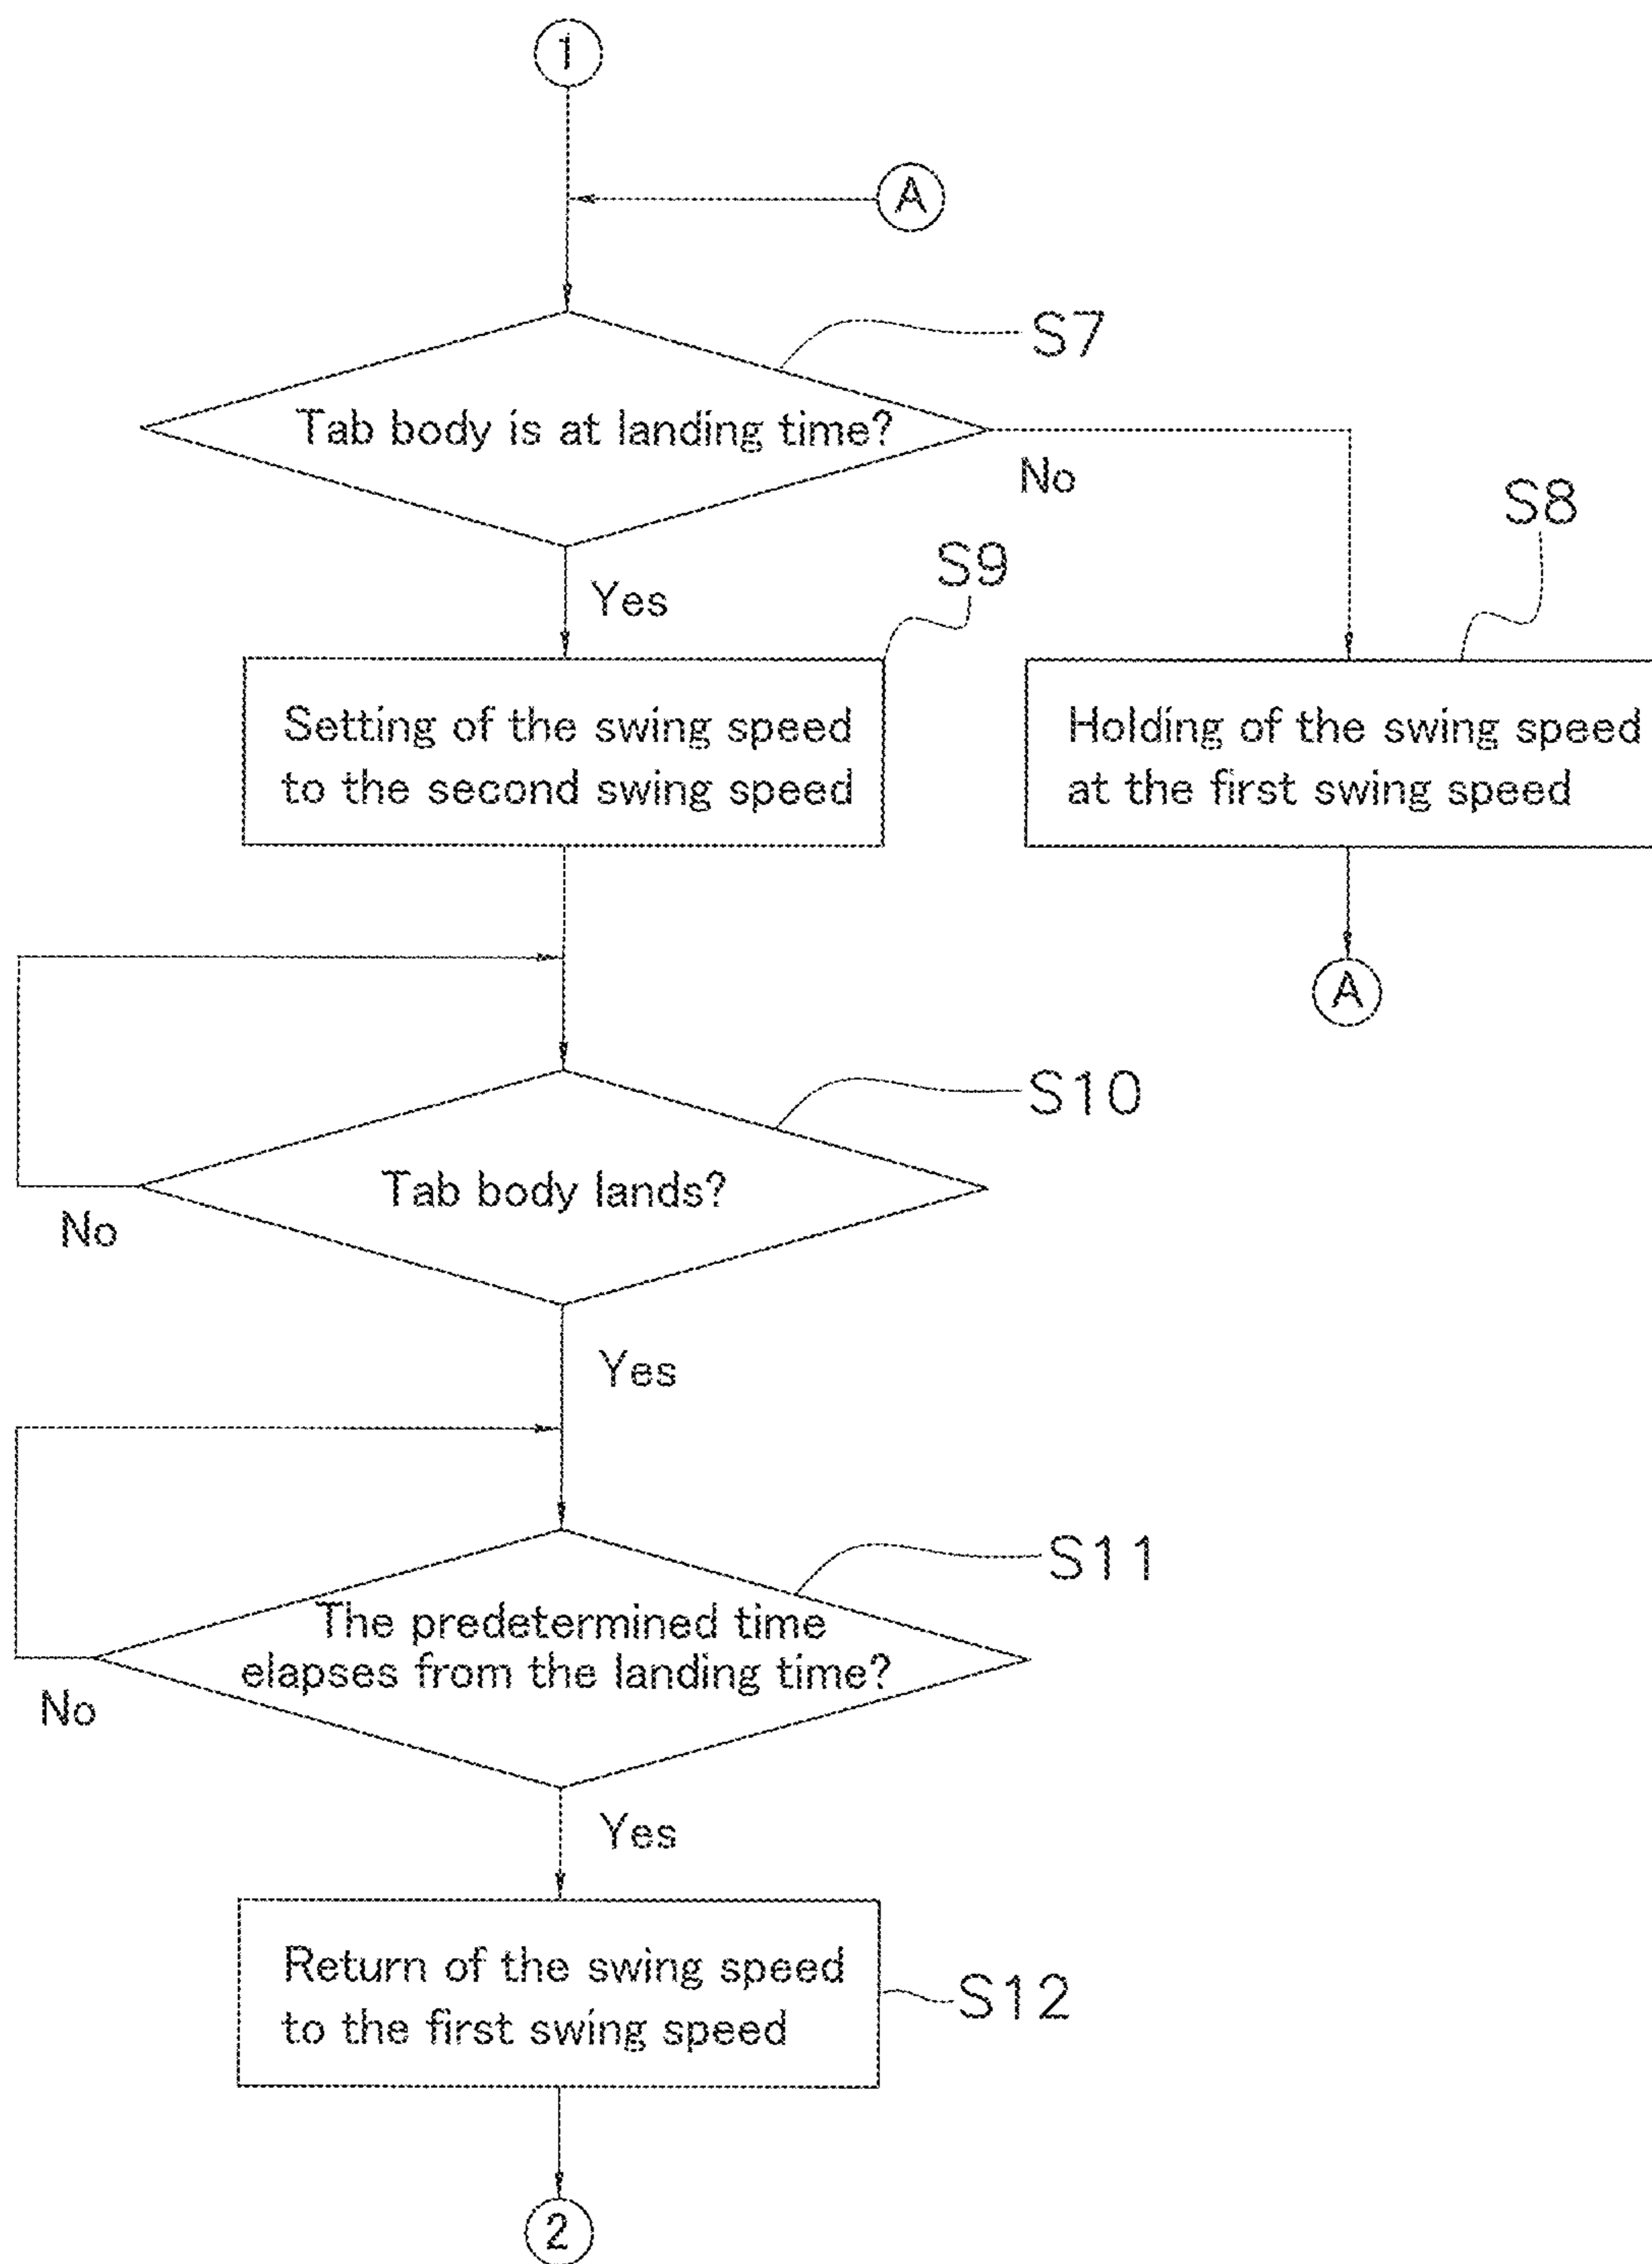 1
A
S7
Tab body is at landing time?
No
S8
S9
Yes
Setting of the swing speed
to the second swing speed
Holding of the swing speed
at the first swing speed
A
S10
Tab body lands?
No
Yes
S11
The predetermined time
elapses from the landing time?
No
Yes
Return of the swing speed
to the first swing speed
S12
2